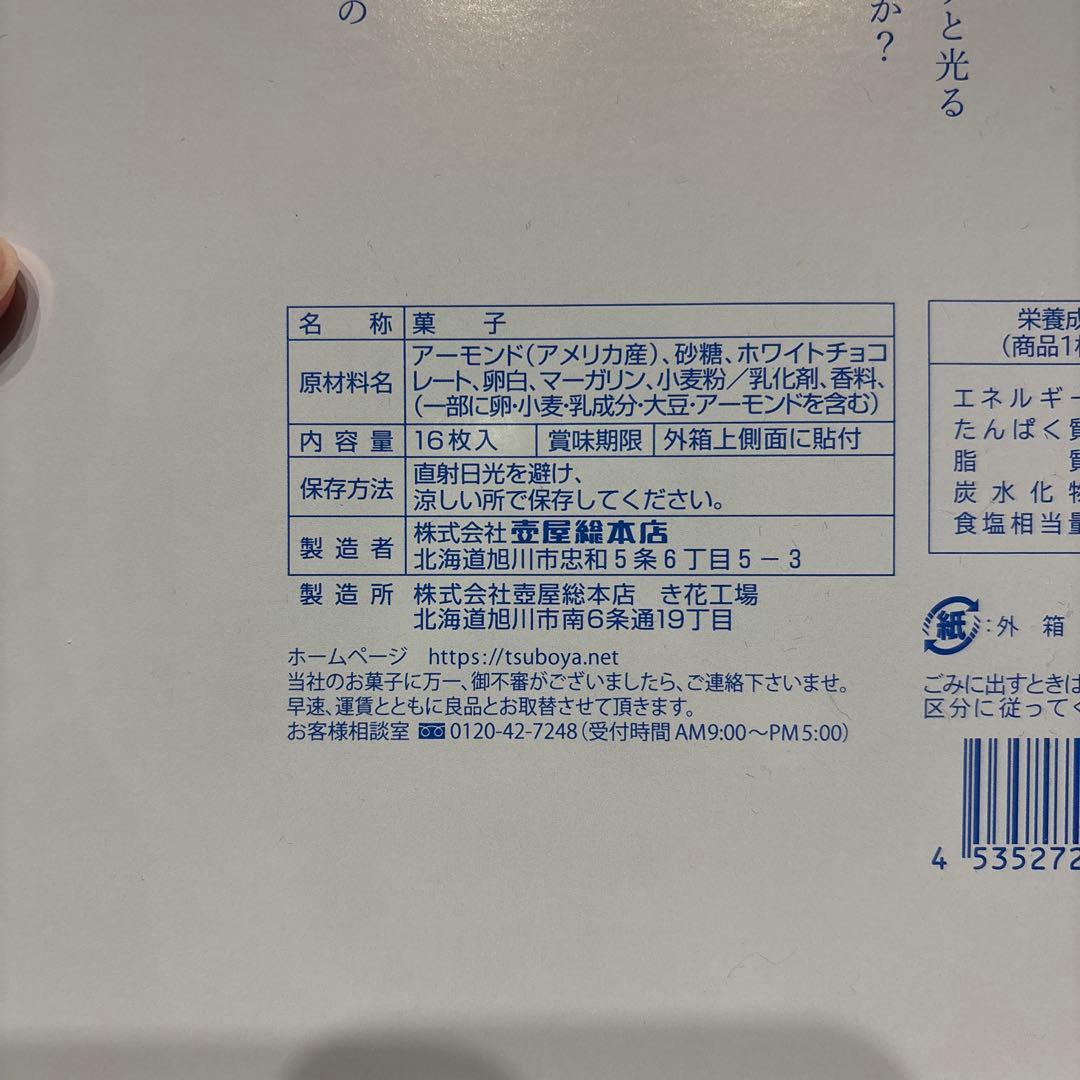 と光る
か?
の
名称 菓子
原材料名 アーモンド(アメリカ産)、砂糖、ホワイトチョコ
レート、卵白、マーガリン、小麦粉/乳化剤、香料、
(一部に卵・小麦・乳成分・大豆・アーモンドを含む)
内容量 16枚入 賞味期限 外箱上側面に貼付
保存方法 直射日光を避け、
涼しい所で保存してください。
製造者 株式会社 壺屋総本店
北海道旭川市忠和5条6丁目5-3
製造所 株式会社壺屋総本店 き花工場
北海道旭川市南6条通19丁目
ホームページ https://tsuboya.net
当社のお菓子に万一、御不審がございましたら、ご連絡下さいませ。
早速、運賃とともに良品とお取替させて頂きます。
お客様相談室 0120-42-7248(受付時間 AM9:00〜PM5:00)
栄養成
(商品1枚
エネルギー
たんぱく質
脂質
炭水化物
食塩相当量
紙:外箱
ごみに出すときは
区分に従ってく
4 535272